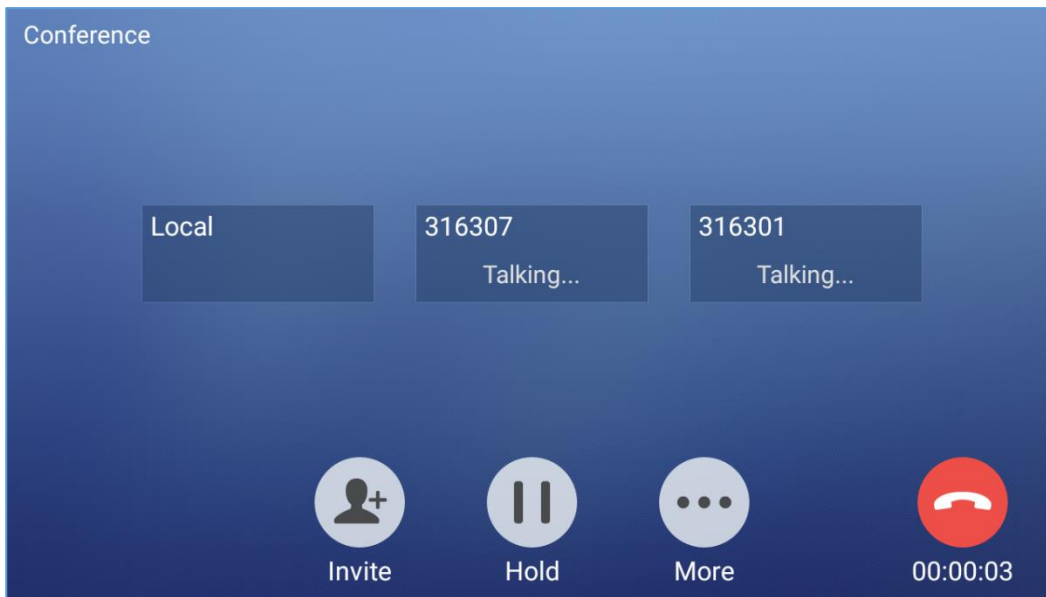 Conference
Local
316307
Talking...
316301
Talking...
Invite
Hold
More
00:00:03